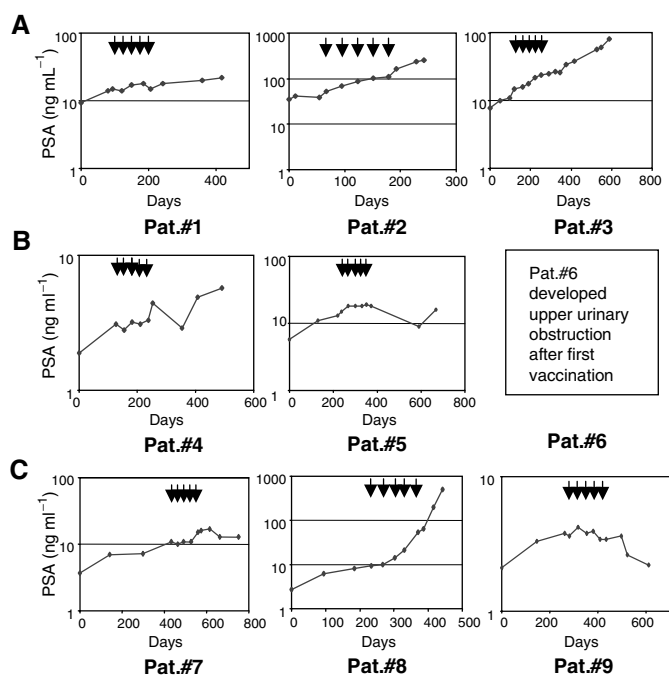 A
PSA (ng mL⁻¹)
100
10
1
0 200 400 600
Days
Pat.#1
1000
100
10
1
0 100 200 300
Days
Pat.#2
100
10
1
0 200 400 600 800
Days
Pat.#3
B
PSA (ng ml⁻¹)
10
1
0 200 400 600
Days
Pat.#4
100
10
1
0 200 400 600 800
Days
Pat.#5
Pat.#6
developed
upper urinary
obstruction
after first
vaccination
Pat.#6
C
PSA (ng ml⁻¹)
100
10
1
0 200 400 600 800
Days
Pat.#7
1000
100
10
1
0 100 200 300 400 500
Days
Pat.#8
10
1
0 200 400 600
Days
Pat.#9